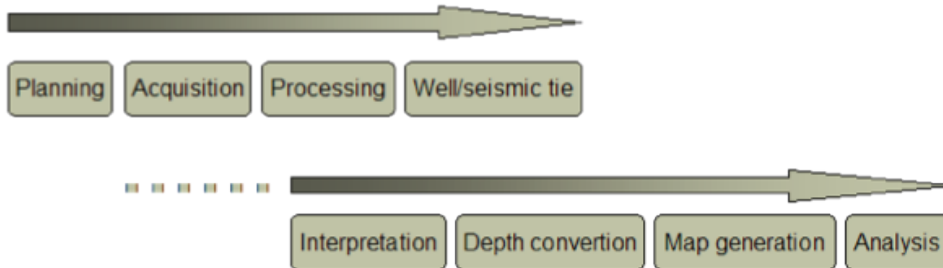 Planning Acquisition Processing Well/seismic tie
Interpretation Depth convertion Map generation Analysis